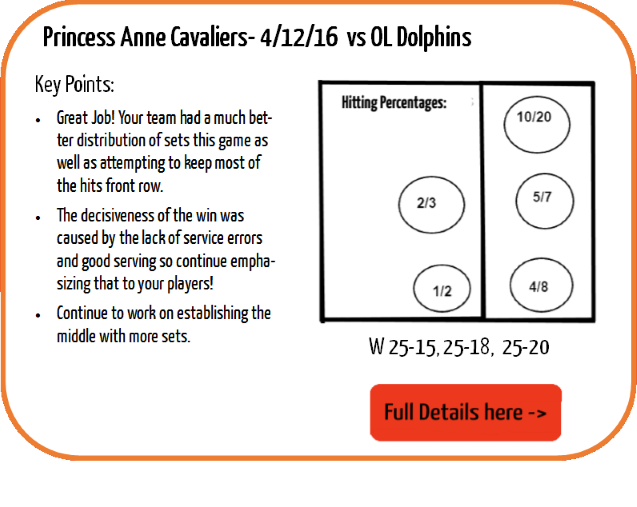 Princess Anne Cavaliers- 4/12/16 vs OL Dolphins
Key Points:
• Great Job! Your team had a much bet-
ter distribution of sets this game as
well as attempting to keep most of
the hits front row.
• The decisiveness of the win was
caused by the lack of service errors
and good serving so continue empha-
sizing that to your players!
• Continue to work on establishing the
middle with more sets.
Hitting Percentages:
10/20
2/3
5/7
1/2
4/8
W 25-15, 25-18, 25-20
Full Details here ->